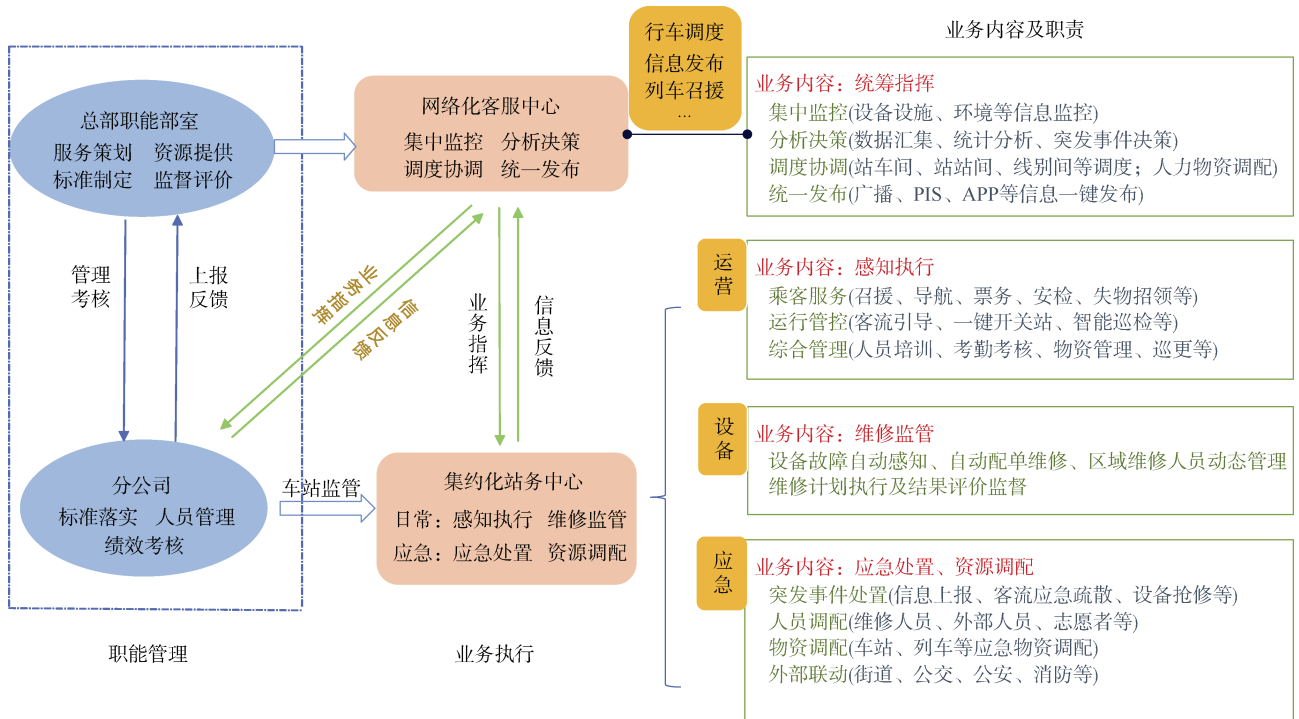 总部职能部室
服务策划 资源提供
标准制定 监督评价
管理
考核
上报
反馈
分公司
标准落实 人员管理
绩效考核
职能管理
网络化客服中心
集中监控 分析决策
调度协调 统一发布
业务指挥
信息反馈
业务指挥
信息反馈
车站监管
集约化站务中心
日常：感知执行 维修监管
应急：应急处置 资源调配
业务执行
行车调度
信息发布
列车召援
...
业务内容及职责
业务内容：统筹指挥
集中监控(设备设施、环境等信息监控)
分析决策(数据汇集、统计分析、突发事件决策)
调度协调(站车间、站站间、线别间等调度；人力物资调配)
统一发布(广播、PIS、APP等信息一键发布)
运营
业务内容：感知执行
乘客服务(召援、导航、票务、安检、失物招领等)
运行管控(客流引导、一键开关站、智能巡检等)
综合管理(人员培训、考勤考核、物资管理、巡更等)
设备
业务内容：维修监管
设备故障自动感知、自动配单维修、区域维修人员动态管理
维修计划执行及结果评价监督
应急
业务内容：应急处置、资源调配
突发事件处置(信息上报、客流应急疏散、设备抢修等)
人员调配(维修人员、外部人员、志愿者等)
物资调配(车站、列车等应急物资调配)
外部联动(街道、公交、公安、消防等)